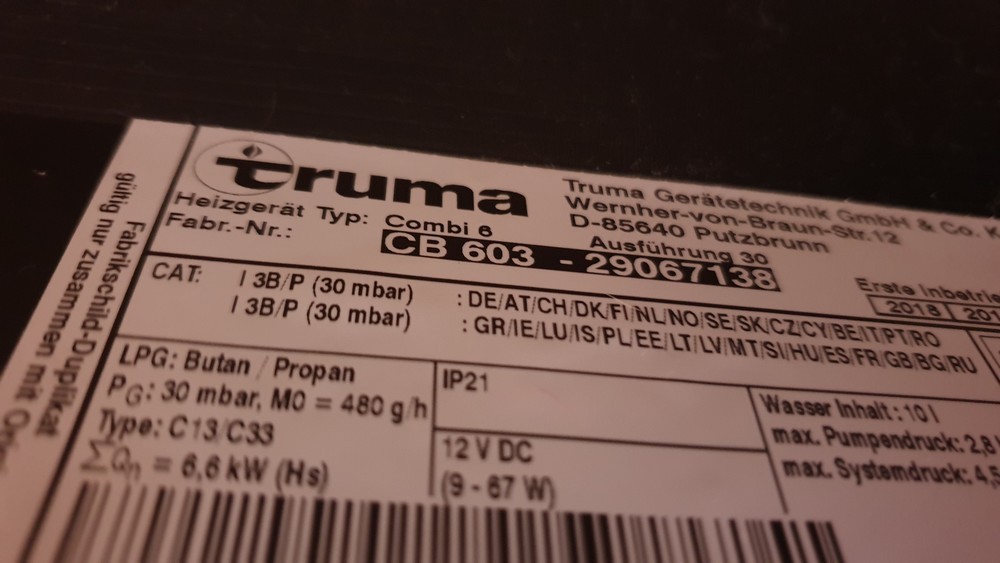 truma
Truma Gerätetechnik GmbH & Co.
Wernher-von-Braun-Str.12
D-85640 Putzbrunn
Heizgerät Typ: Combi 6
Ausführung 30
Fabr.-Nr.: CB 603 - 29067138
Erste
2018
CAT: I 3B/P (30 mbar) : DE/AT/CH/DK/FI/NL/NO/SE/SK/CZ/CY/BE/IT/PT/RO
I 3B/P (30 mbar) : GR/IE/LU/IS/PL/EE/LT/LV/MT/SI/HU/ES/FR/GB/BG/RU
LPG: Butan / Propan
PG: 30 mbar, M0 = 480 g/h
Type: C13/C33
∑Qn = 6,6 kW (Hs)
IP21
12 V DC
(9 - 67 W)
Wasser Inhalt : 10 l
max. Pumpendruck: 2,8
max. Systemdruck: 4,5
Fabrikschild-Duplikat
gültig nur zusammen mit